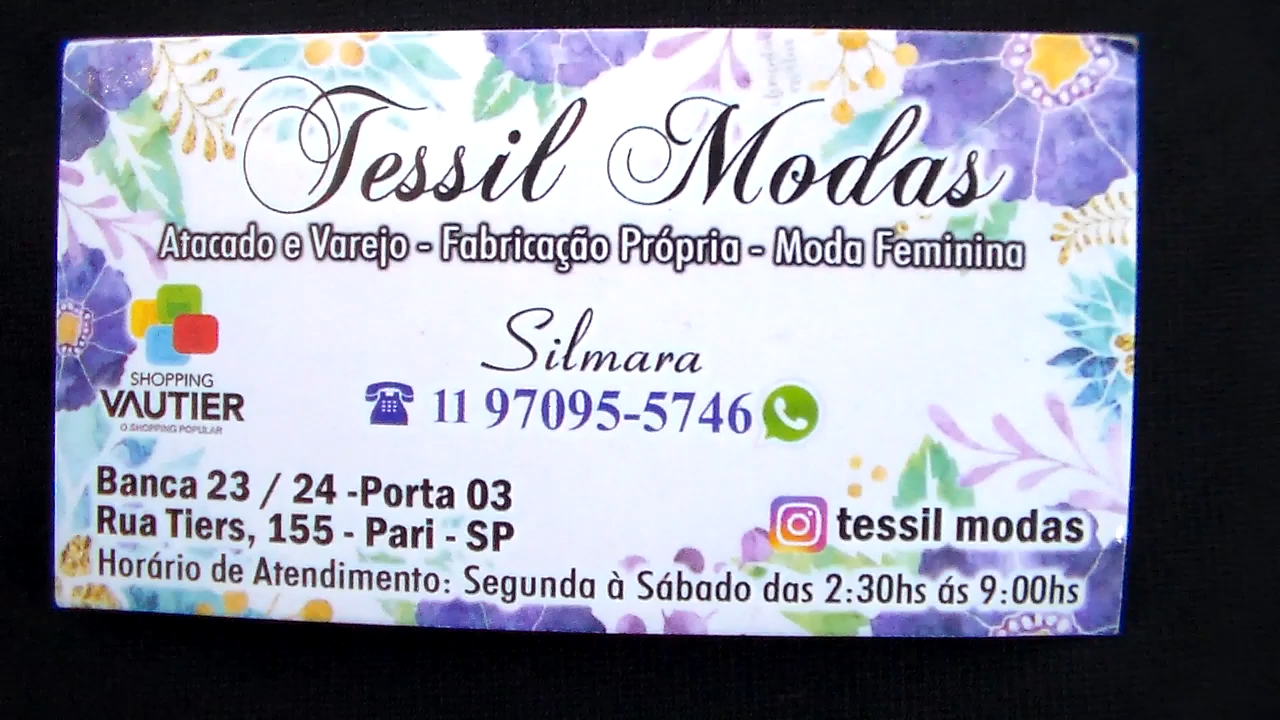 Tessil Modas
Atacado e Varejo - Fabricação Própria - Moda Feminina
Silmara
11 97095-5746
SHOPPING
VAUTIER
O SHOPPING POPULAR
Banca 23 / 24 -Porta 03
Rua Tiers, 155 - Pari - SP
tessil modas
Horário de Atendimento: Segunda à Sábado das 2:30hs ás 9:00hs